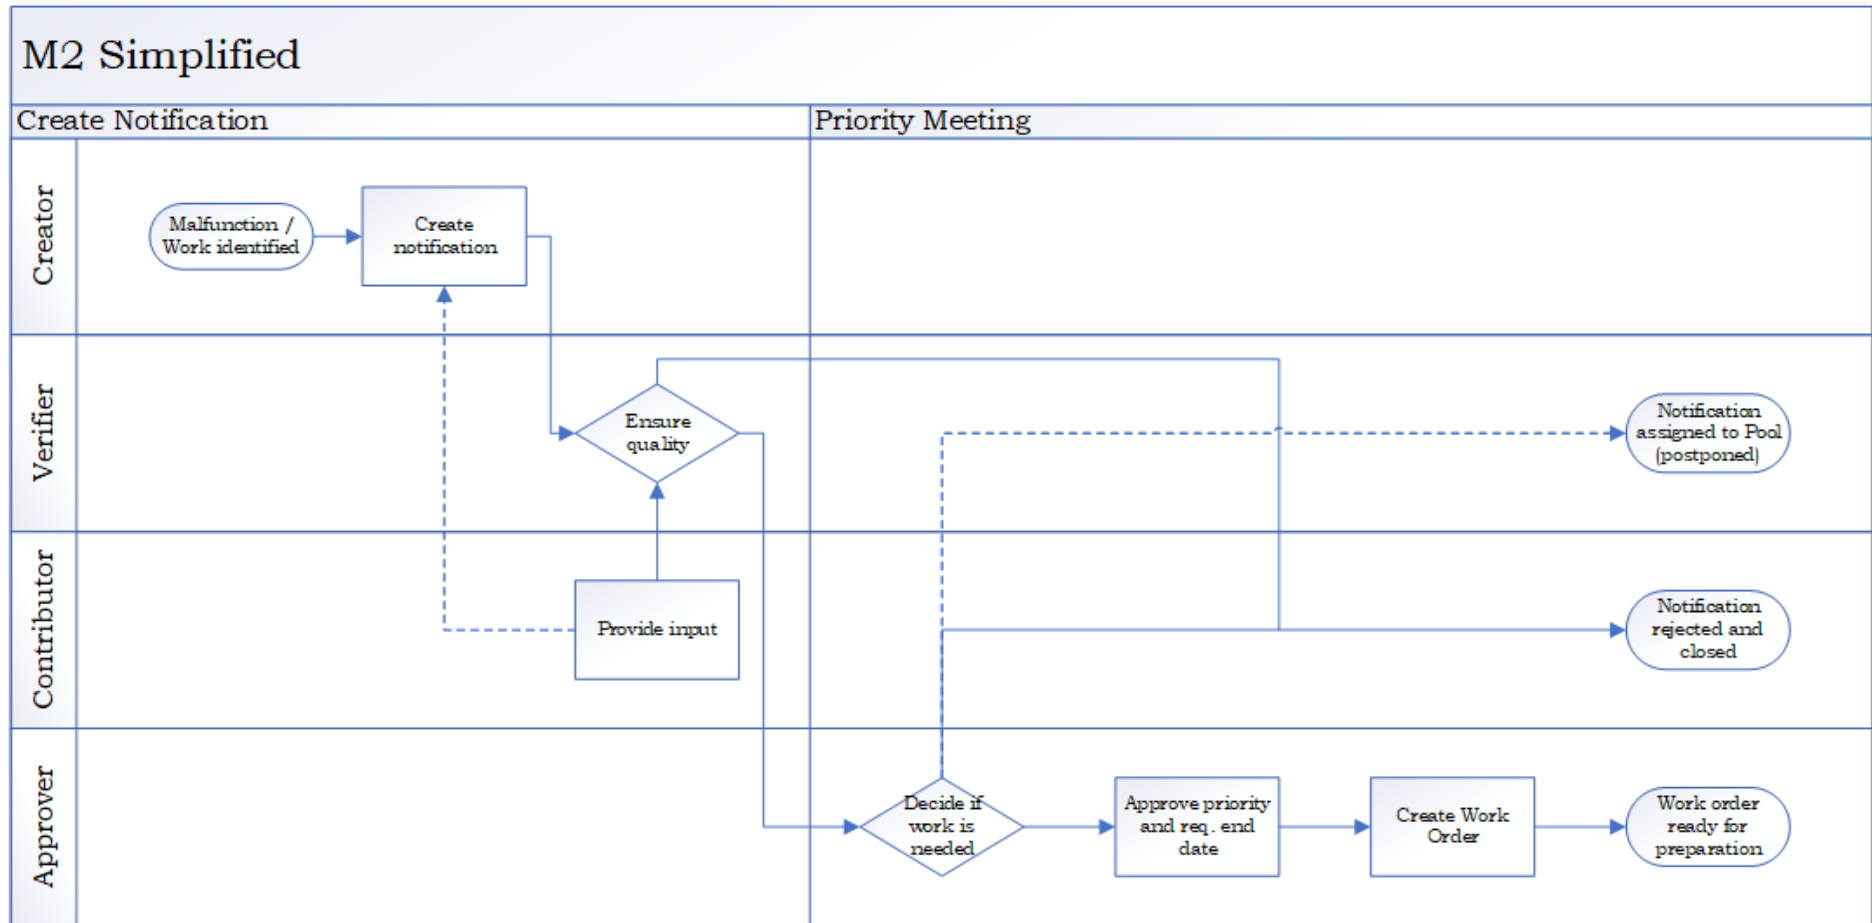 M2 Simplified
Create Notification
Priority Meeting
Creator
Malfunction /
Work identified
Create
notification
Verifier
Ensure
quality
Notification
assigned to Pool
(postponed)
Contributor
Provide input
Notification
rejected and
closed
Approver
Decide if
work is
needed
Approve priority
and req. end
date
Create Work
Order
Work order
ready for
preparation